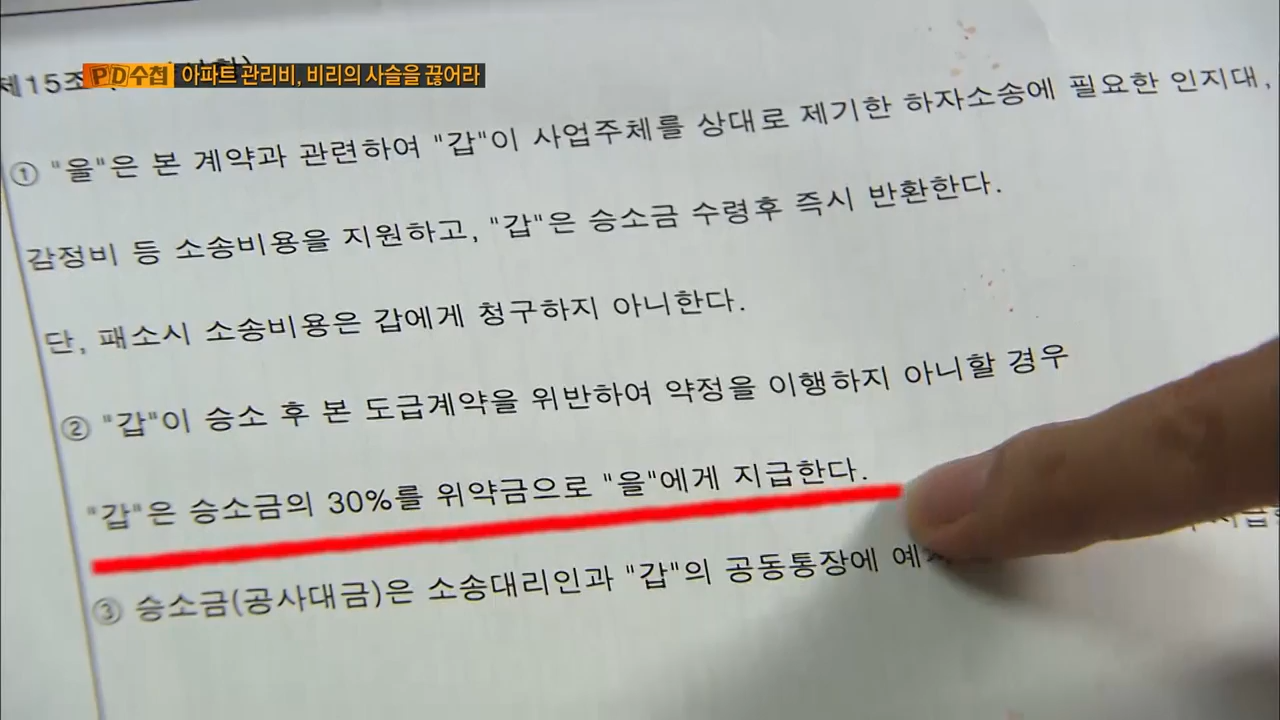 PD수첩 아파트 관리비, 비리의 사슬을 끊어라
제15조
① "을"은 본 계약과 관련하여 "갑"이 사업주체를 상대로 제기한 하자소송에 필요한 인지대,
감정비 등 소송비용을 지원하고, "갑"은 승소금 수령후 즉시 반환한다.
단, 패소시 소송비용은 갑에게 청구하지 아니한다.
② "갑"이 승소 후 본 도급계약을 위반하여 약정을 이행하지 아니할 경우
"갑"은 승소금의 30%를 위약금으로 "을"에게 지급한다.
③ 승소금(공사대금)은 소송대리인과 "갑"의 공동통장에